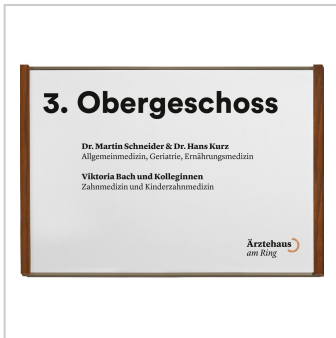 3. Obergeschoss
Dr. Martin Schneider & Dr. Hans Kurz
Allgemeinmedizin, Geriatrie, Ernährungsmedizin
Viktoria Bach und Kolleginnen
Zahnmedizin und Kinderzahnmedizin
Ärztehaus
am Ring